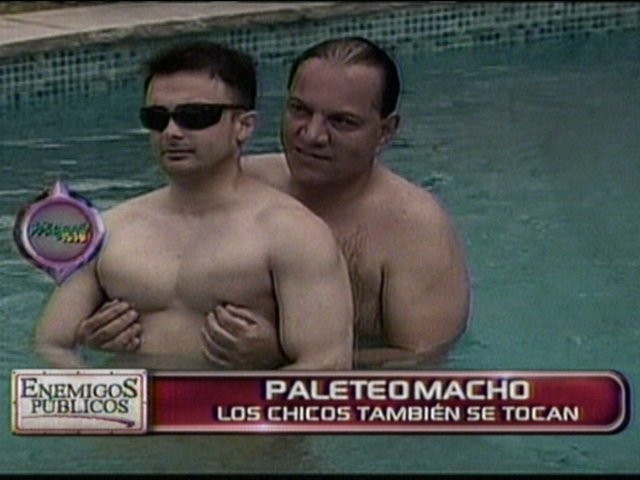 ENEMIGOS
PÚBLICOS
PALETEO MACHO
LOS CHICOS TAMBIÉN SE TOCAN